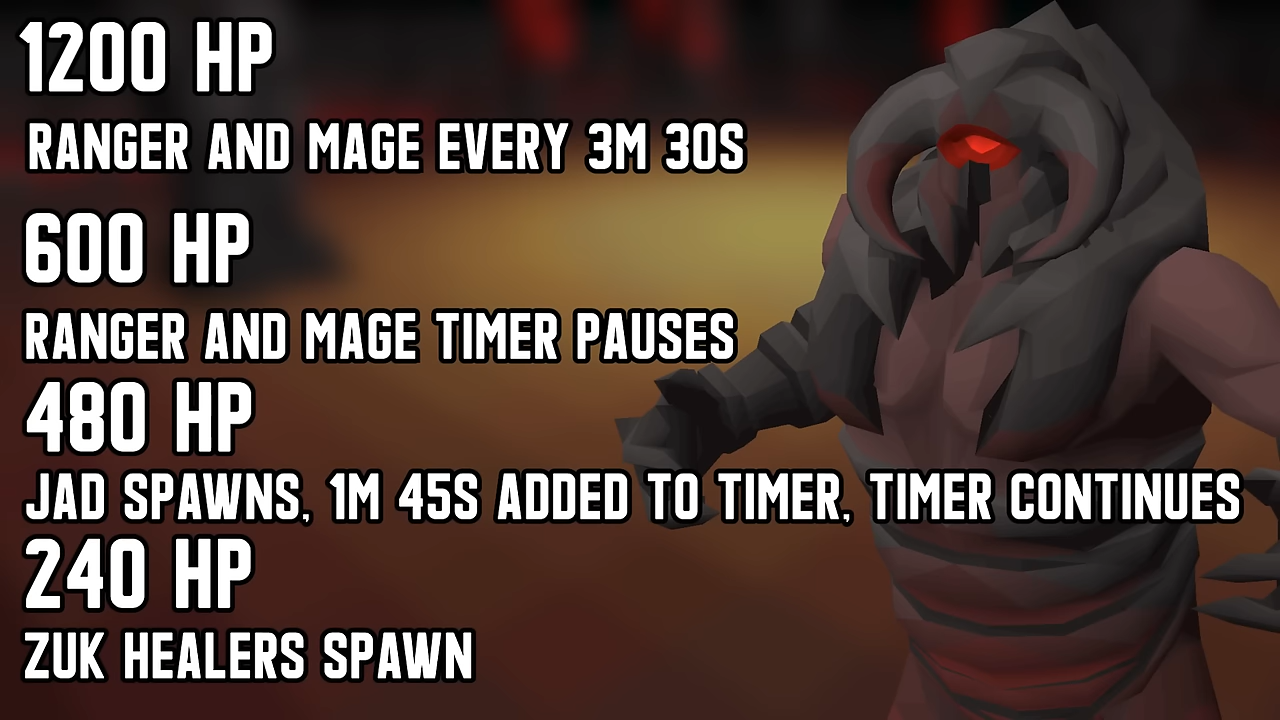 1200 HP
RANGER AND MAGE EVERY 3M 30S
600 HP
RANGER AND MAGE TIMER PAUSES
480 HP
JAD SPAWNS, 1M 45S ADDED TO TIMER, TIMER CONTINUES
240 HP
ZUK HEALERS SPAWN